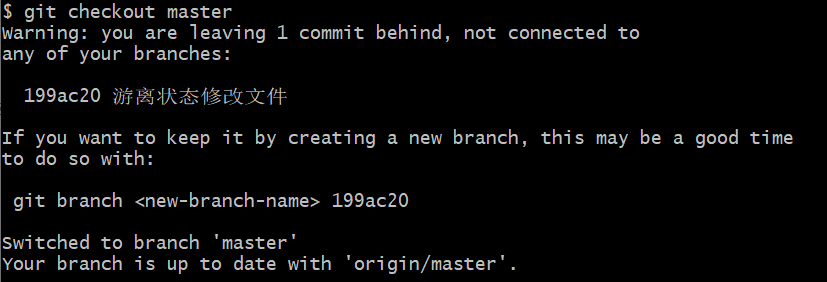 $ git checkout master
Warning: you are leaving 1 commit behind, not connected to
any of your branches:
199ac20 游离状态修改文件
If you want to keep it by creating a new branch, this may be a good time
to do so with:
git branch <new-branch-name> 199ac20
Switched to branch 'master'
Your branch is up to date with 'origin/master'.